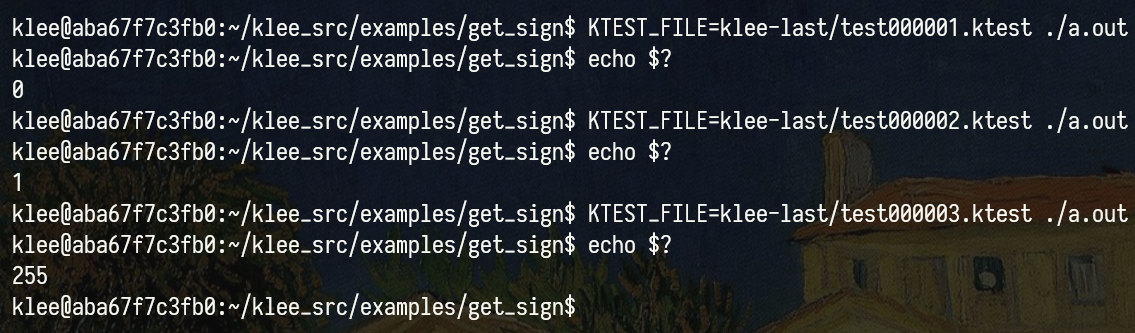 klee@aba67f7c3fb0:~/klee_src/examples/get_sign$ KTEST_FILE=klee-last/test000001.ktest ./a.out
klee@aba67f7c3fb0:~/klee_src/examples/get_sign$ echo $?
0
klee@aba67f7c3fb0:~/klee_src/examples/get_sign$ KTEST_FILE=klee-last/test000002.ktest ./a.out
klee@aba67f7c3fb0:~/klee_src/examples/get_sign$ echo $?
1
klee@aba67f7c3fb0:~/klee_src/examples/get_sign$ KTEST_FILE=klee-last/test000003.ktest ./a.out
klee@aba67f7c3fb0:~/klee_src/examples/get_sign$ echo $?
255
klee@aba67f7c3fb0:~/klee_src/examples/get_sign$